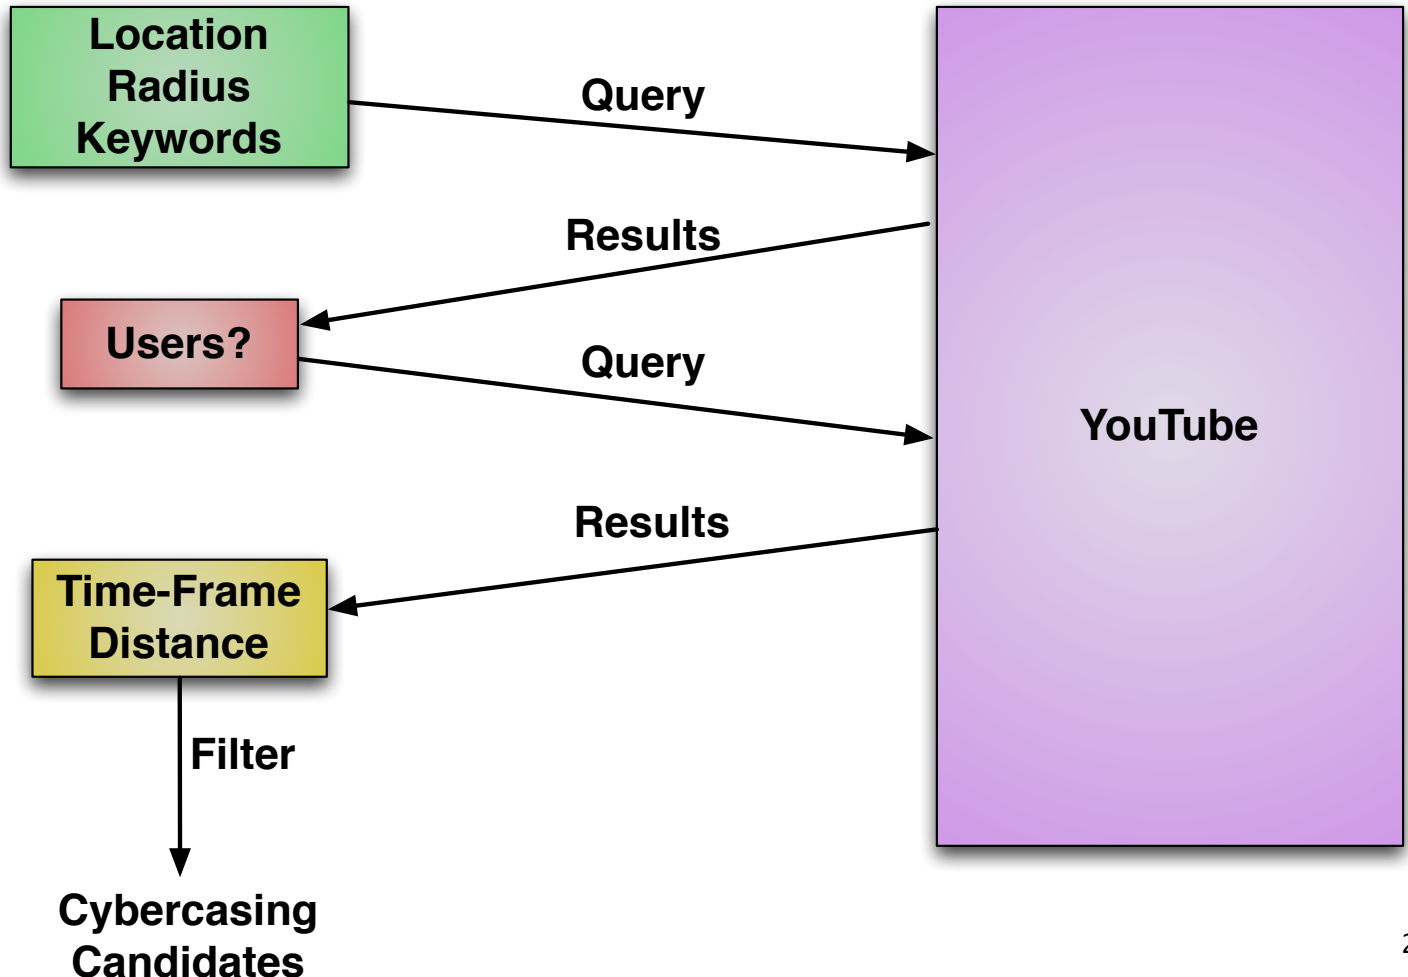 Location
Radius
Keywords
Query
Results
Users?
Query
YouTube
Results
Time-Frame
Distance
Filter
Cybercasing
Candidates